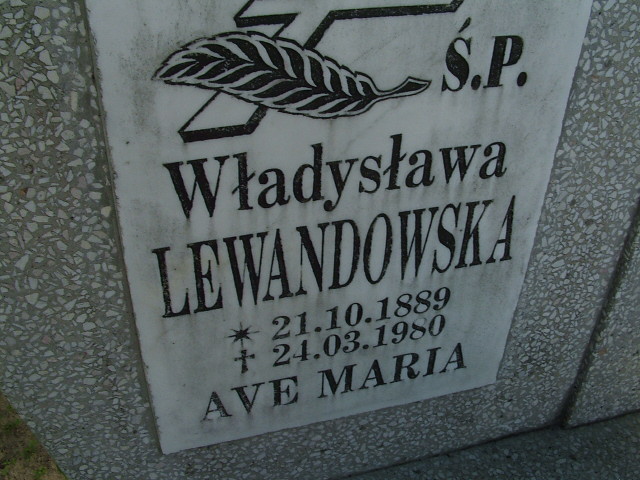 Ś.P.
Władysława
LEWANDOWSKA
* 21.10.1889
† 24.03.1980
AVE MARIA